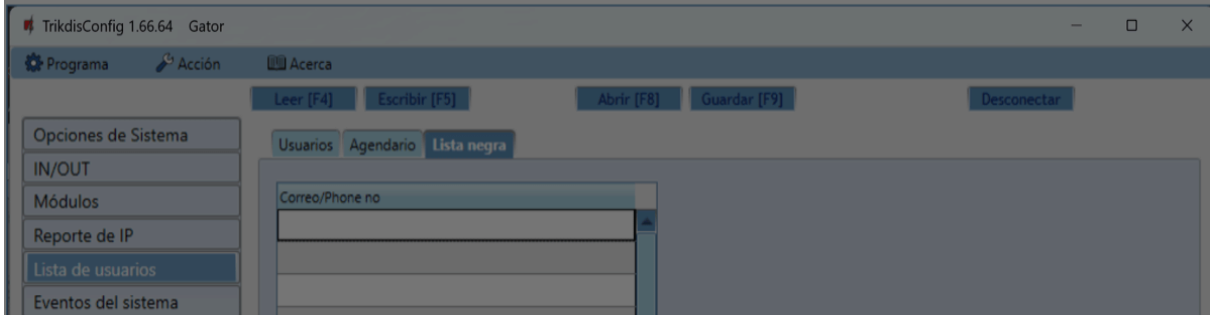 TrikdisConfig 1.66.64 Gator
Programa Acción Acerca
Leer [F4] Escribir [F5] Abrir [F8] Guardar [F9] Desconectar
Opciones de Sistema
IN/OUT
Módulos
Reporte de IP
Lista de usuarios
Eventos del sistema
Usuarios Agendario Lista negra
Correo/Phone no